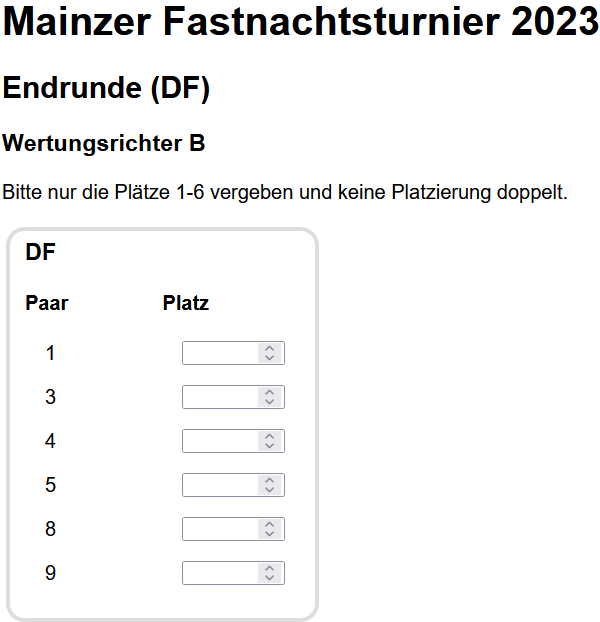 Mainzer Fastnachtsturnier 2023
Endrunde (DF)
Wertungsrichter B
Bitte nur die Plätze 1-6 vergeben und keine Platzierung doppelt.
DF
Paar Platz
1
3
4
5
8
9